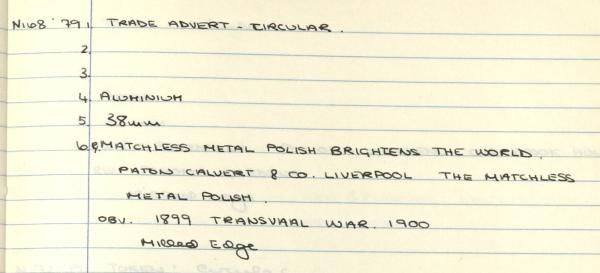 N168 '79 1. TRADE ADVERT - CIRCULAR.
2.
3.
4. ALUMINIUM
5. 38mm
6. MATCHLESS METAL POLISH BRIGHTENS THE WORLD.
PATON CALVERT & CO. LIVERPOOL THE MATCHLESS
METAL POLISH.
OBV. 1899 TRANSVAAL WAR. 1900
Milled Edge